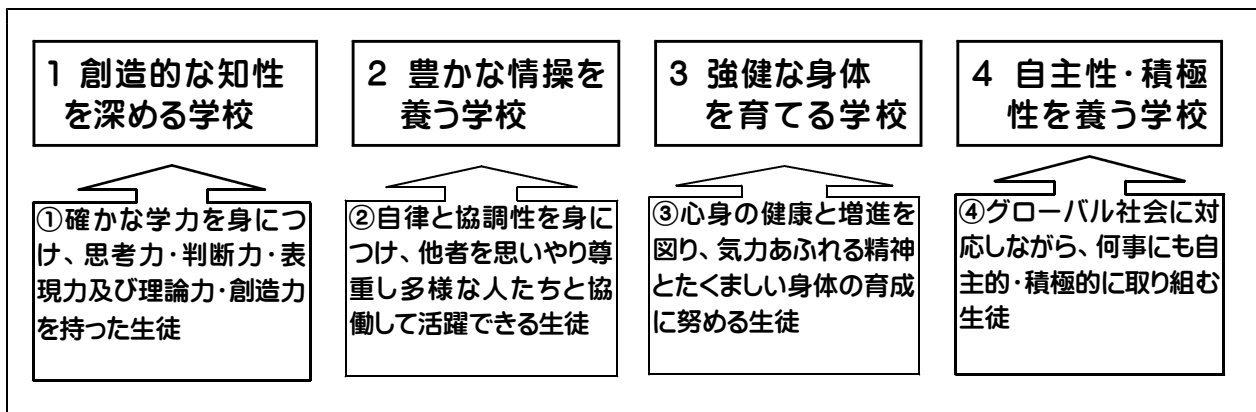 1 創造的な知性
を深める学校
2 豊かな情操を
養う学校
3 強健な身体
を育てる学校
4 自主性・積極
性を養う学校
①確かな学力を身につ
け、思考力・判断力・表
現力及び理論力・創造力
を持った生徒
②自律と協調性を身に
つけ、他者を思いやり尊
重し多様な人たちと協
働して活躍できる生徒
③心身の健康と増進を
図り、気力あふれる精神
とたくましい身体の育成
に努める生徒
④グローバル社会に対
応しながら、何事にも自
主的・積極的に取り組む
生徒